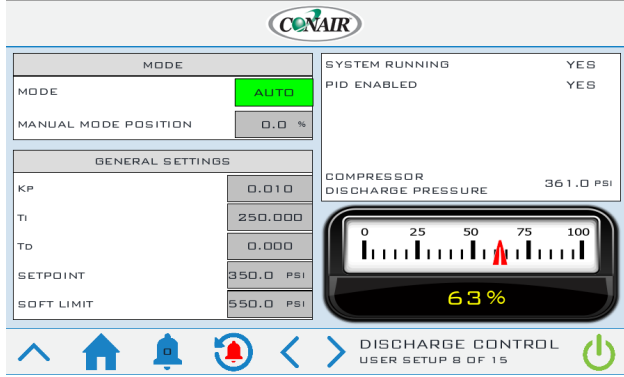 CONAIR
MODE
MODE AUTO
MANUAL MODE POSITION 0.0 %
GENERAL SETTINGS
KP 0.010
TI 250.000
TD 0.000
SETPOINT 350.0 PSI
SOFT LIMIT 550.0 PSI
SYSTEM RUNNING YES
PID ENABLED YES
COMPRESSOR
DISCHARGE PRESSURE 361.0 PSI
0 25 50 75 100
63%
0
DISCHARGE CONTROL
USER SETUP 8 OF 15